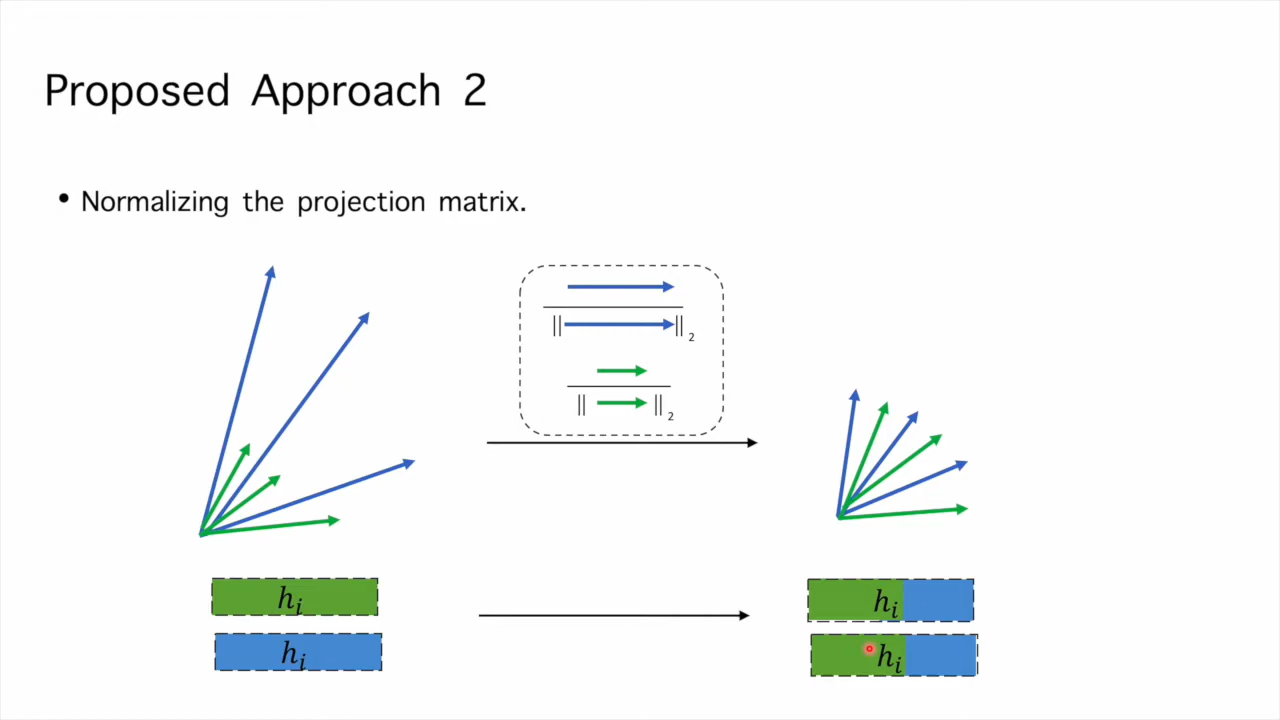 Proposed Approach 2
• Normalizing the projection matrix.
‖ ‖₂
‖ ‖₂
hᵢ hᵢ
hᵢ hᵢ